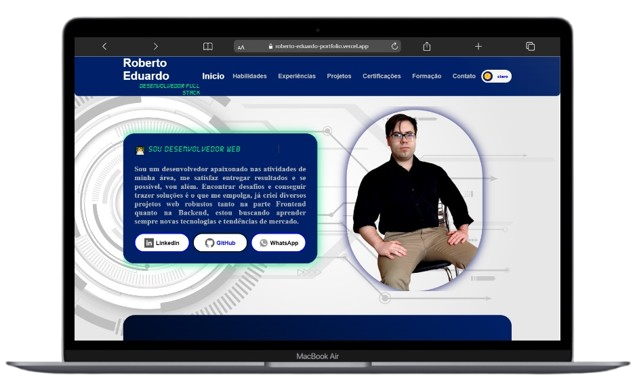 roberto-eduardo-portfolio.vercel.app
Roberto
Eduardo
DESENVOLVEDOR FULL
STACK
Inicio Habilidades Experiências Projetos Certificações Formação Contato claro
SOU DESENVOLVEDOR WEB
Sou um desenvolvedor apaixonado nas atividades de
minha área, me satisfaz entregar resultados e se
possível, vou além. Encontrar desafios e conseguir
trazer soluções é o que me empolga, já criei diversos
projetos web robustos tanto na parte Frontend
quanto na Backend, estou buscando aprender
sempre novas tecnologias e tendências de mercado.
Linkedin GitHub WhatsApp
MacBook Air